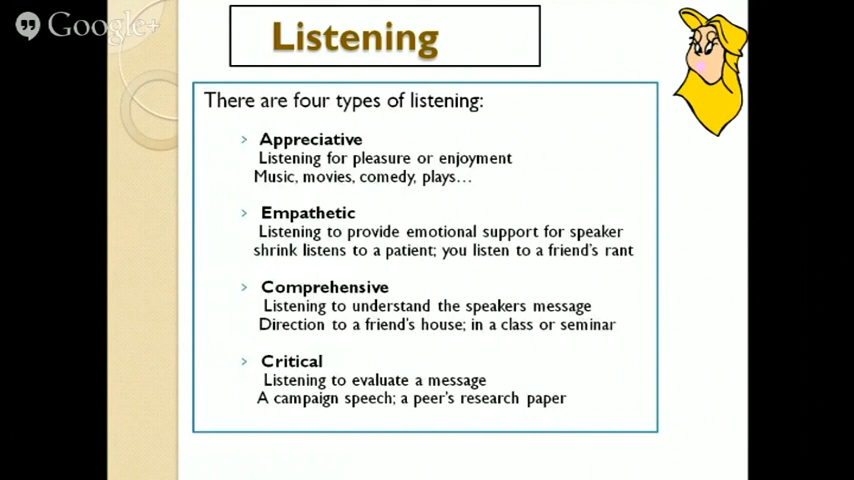 Google+
Listening
There are four types of listening:
Appreciative
Listening for pleasure or enjoyment
Music, movies, comedy, plays…
Empathetic
Listening to provide emotional support for speaker
shrink listens to a patient; you listen to a friend's rant
Comprehensive
Listening to understand the speakers message
Direction to a friend's house; in a class or seminar
Critical
Listening to evaluate a message
A campaign speech; a peer's research paper